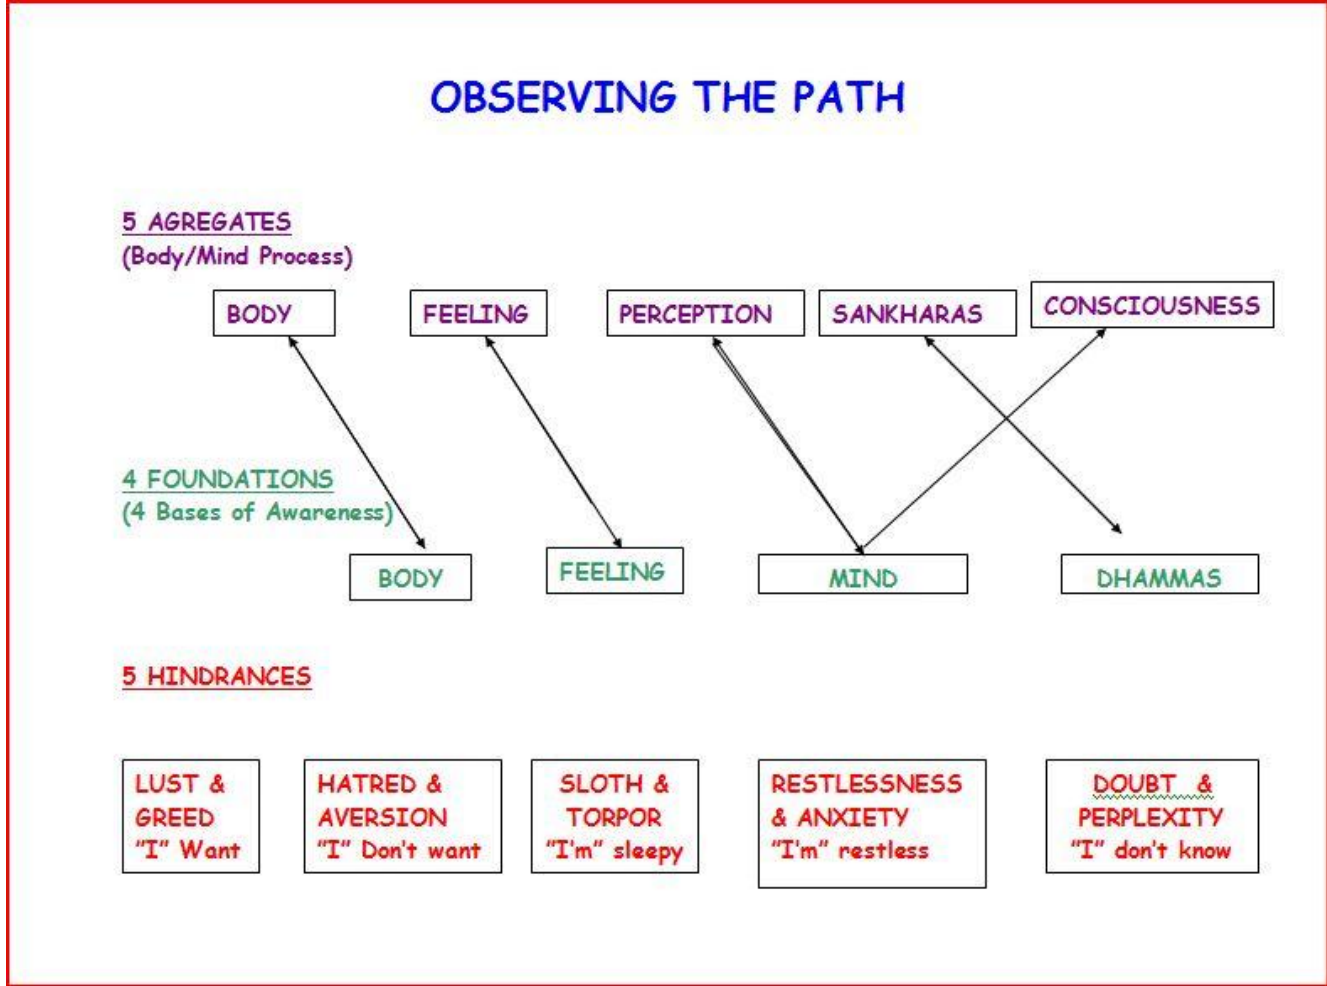 OBSERVING THE PATH
5 AGREGATES
(Body/Mind Process)
BODY
FEELING
PERCEPTION
SANKHARAS
CONSCIOUSNESS
4 FOUNDATIONS
(4 Bases of Awareness)
BODY
FEELING
MIND
DHAMMAS
5 HINDRANCES
LUST &
GREED
"I" Want
HATRED &
AVERSION
"I" Don't want
SLOTH &
TORPOR
"I'm" sleepy
RESTLESSNESS
& ANXIETY
"I'm" restless
DOUBT &
PERPLEXITY
"I" don't know